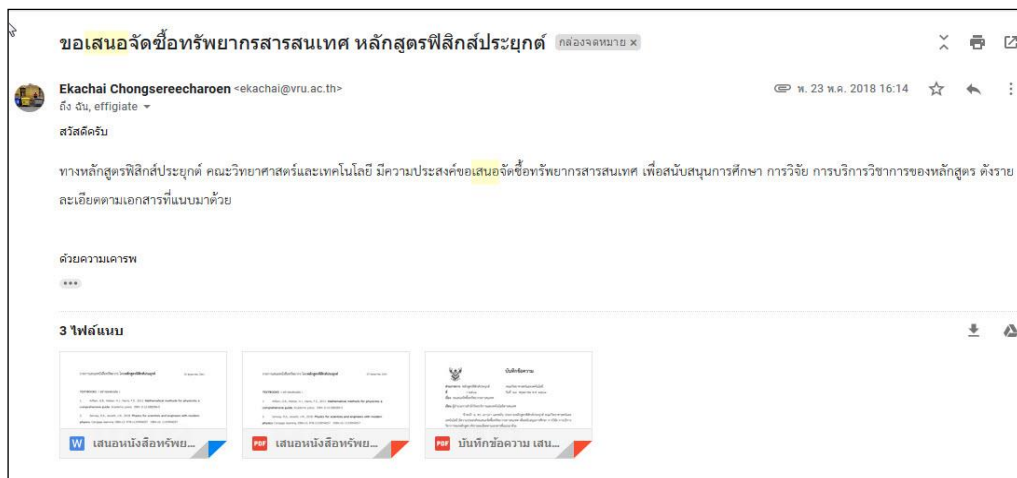 ขอเสนอจัดซื้อทรัพยากรสารสนเทศ หลักสูตรฟิสิกส์ประยุกต์ กล่องจดหมาย x
Ekachai Chongsereecharoen <ekachai@vru.ac.th>
พ. 23 พ.ค. 2018 16:14
ถึง ฉัน, effigiate
สวัสดีครับ
ทางหลักสูตรฟิสิกส์ประยุกต์ คณะวิทยาศาสตร์และเทคโนโลยี มีความประสงค์ขอเสนอจัดซื้อทรัพยากรสารสนเทศ เพื่อสนับสนุนการศึกษา การวิจัย การบริการวิชาการของหลักสูตร ดังราย
ละเอียดตามเอกสารที่แนบมาด้วย
ด้วยความเคารพ
3 ไฟล์แนบ
บันทึกข้อความ
W เสนอหนังสือทรัพย...
PDF เสนอหนังสือทรัพย...
PDF บันทึกข้อความ เสน...